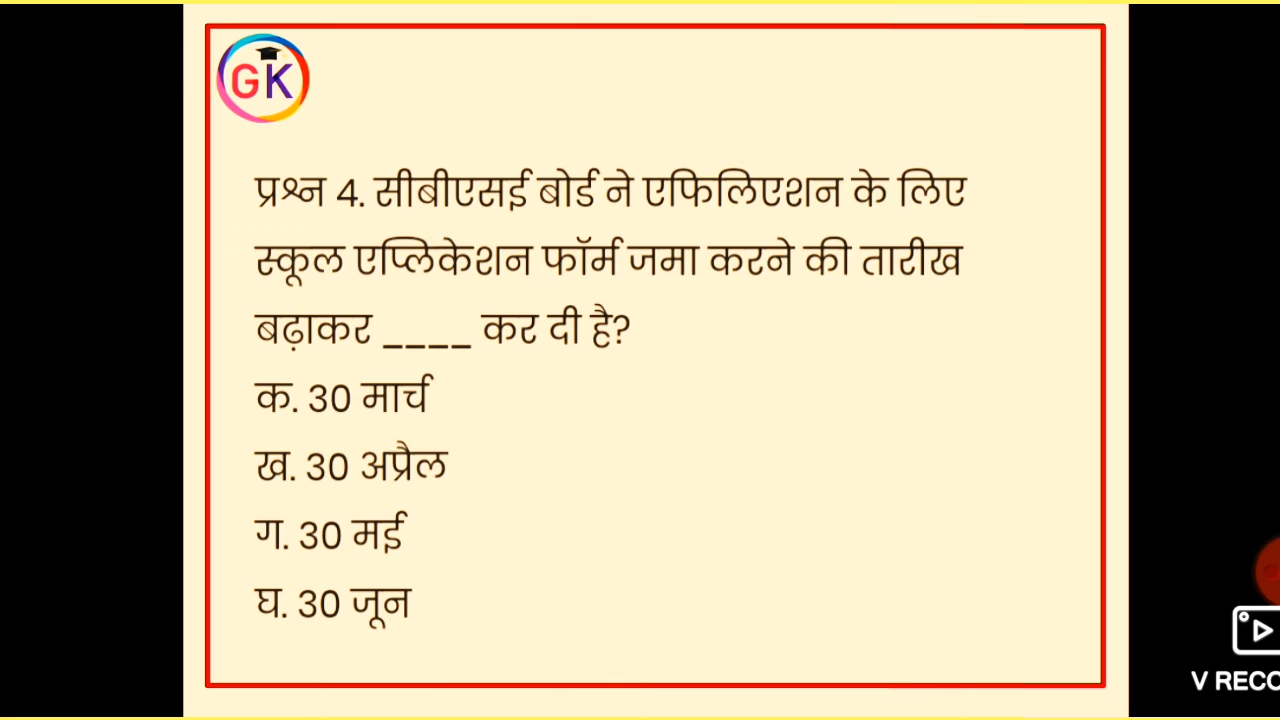 GK
प्रश्न 4. सीबीएसई बोर्ड ने एफिलिएशन के लिए
स्कूल एप्लिकेशन फॉर्म जमा करने की तारीख
बढ़ाकर ____ कर दी है?
क. 30 मार्च
ख. 30 अप्रैल
ग. 30 मई
घ. 30 जून
V RECO